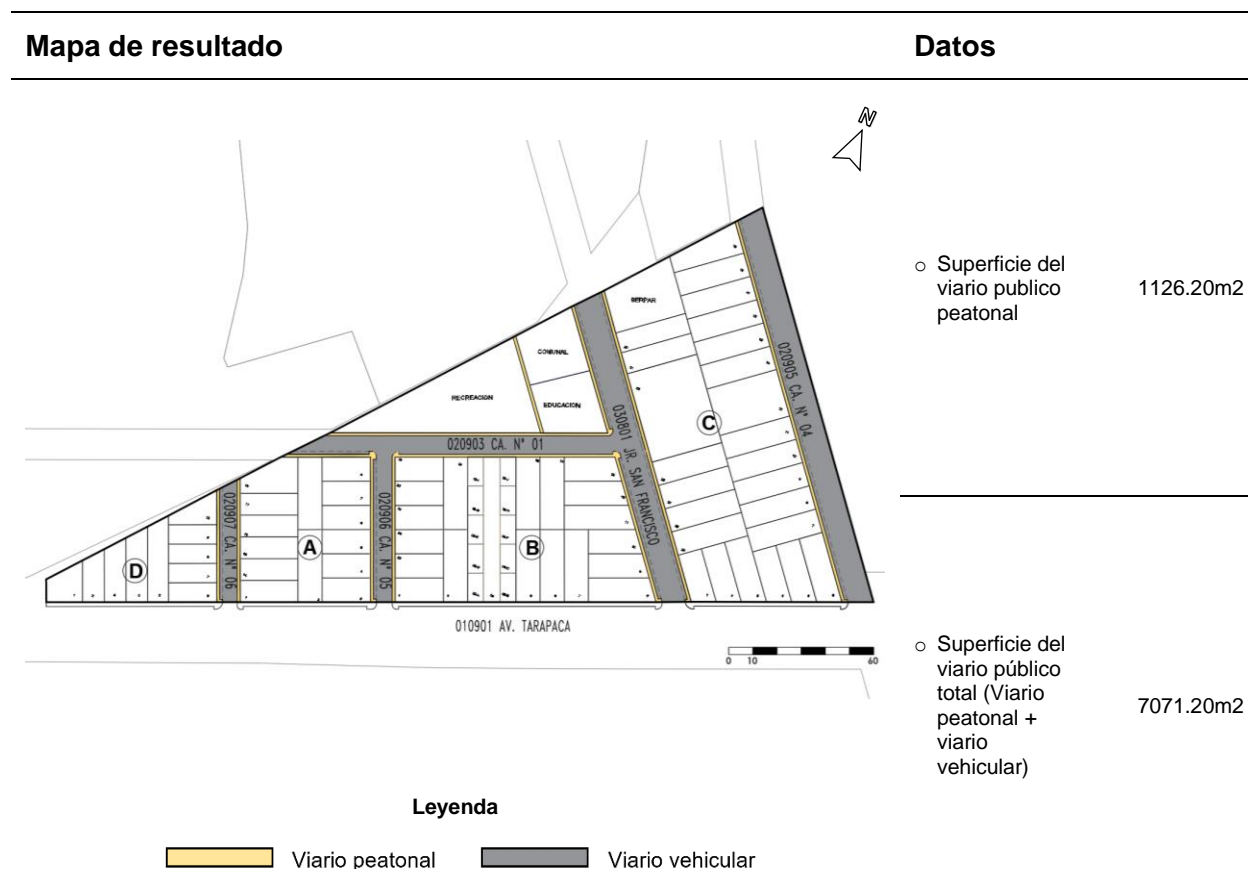 Mapa de resultado
Datos
N
SERPAR
COMUNAL
RECREACION
EDUCACION
020903 CA. N° 01
030801 JR. SAN FRANCISCO
020905 CA. N° 04
020907 CA. N° 06
020906 CA. N° 05
A
B
C
D
010901 AV. TARAPACA
0 10 60
○ Superficie del
viario publico
peatonal
1126.20m2
○ Superficie del
viario público
total (Viario
peatonal +
viario
vehicular)
7071.20m2
Leyenda
Viario peatonal
Viario vehicular